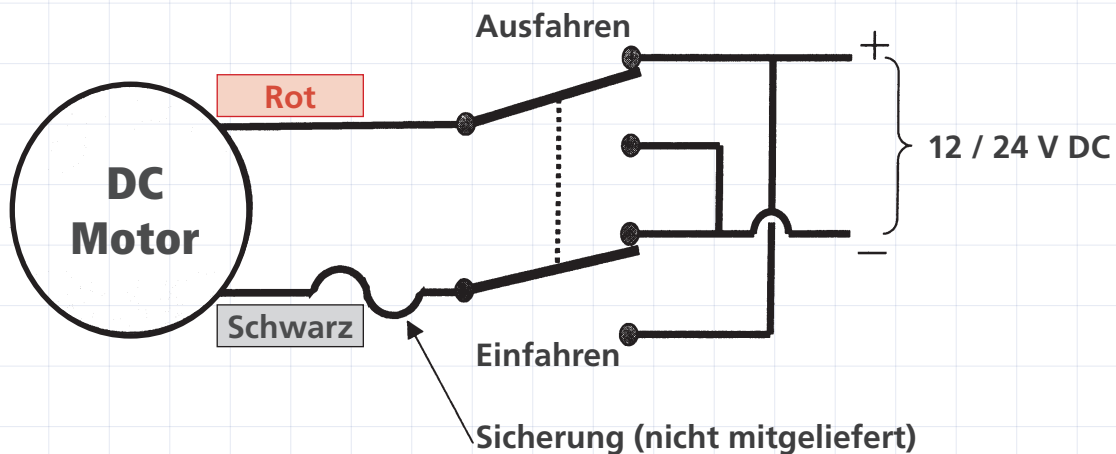 Ausfahren
+
Rot
12 / 24 V DC
DC
Motor
−
Schwarz
Einfahren
Sicherung (nicht mitgeliefert)